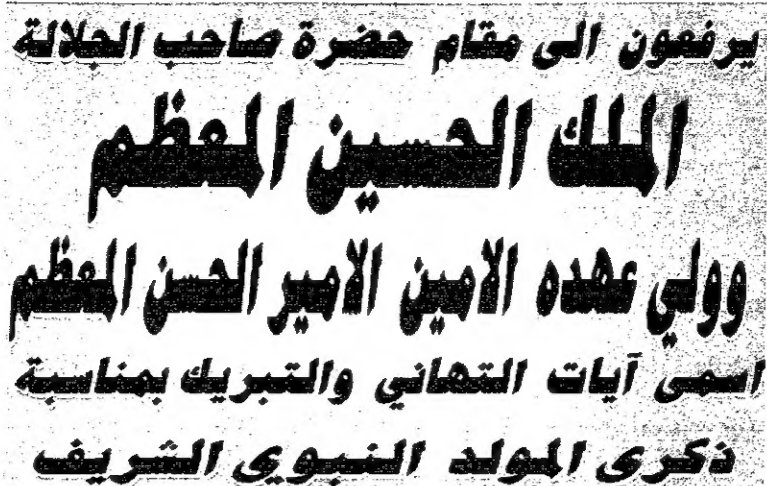 يرفعون الى مقام حضرة صاحب الجلالة
الملك الحسين المعظم
وولي عهده الامين الامير الحسن المعظم
اسمى آيات التهاني والتبريك بمناسبة
ذكرى المولد النبوي الشريف